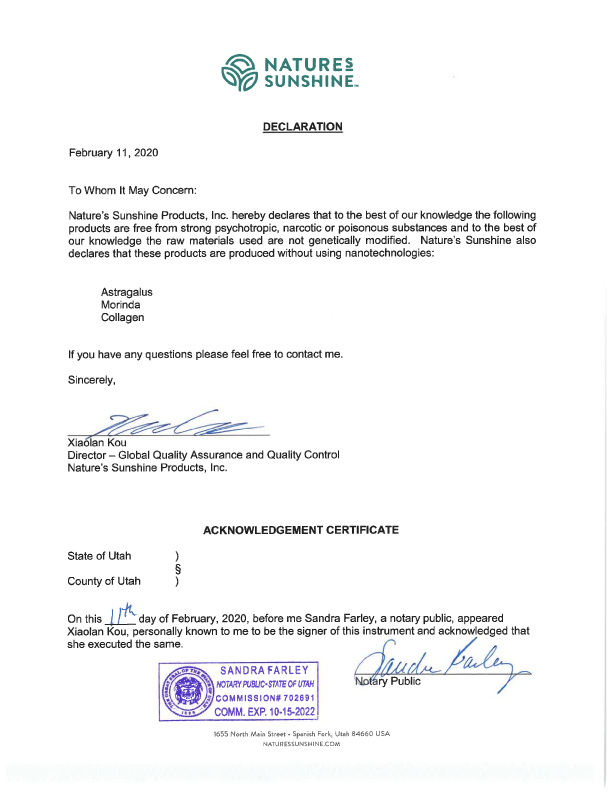 NATURES
SUNSHINE™
DECLARATION
February 11, 2020
To Whom It May Concern:
Nature's Sunshine Products, Inc. hereby declares that to the best of our knowledge the following
products are free from strong psychotropic, narcotic or poisonous substances and to the best of
our knowledge the raw materials used are not genetically modified.  Nature's Sunshine also
declares that these products are produced without using nanotechnologies:
Astragalus
Morinda
Collagen
If you have any questions please feel free to contact me.
Sincerely,
Xiaolan Kou
Director – Global Quality Assurance and Quality Control
Nature's Sunshine Products, Inc.
ACKNOWLEDGEMENT CERTIFICATE
State of Utah )
§
County of Utah )
On this 11th day of February, 2020, before me Sandra Farley, a notary public, appeared
Xiaolan Kou, personally known to me to be the signer of this instrument and acknowledged that
she executed the same.
Sandra Farley
Notary Public
SANDRA FARLEY
NOTARY PUBLIC•STATE OF UTAH
COMMISSION# 702691
COMM. EXP. 10-15-2022
1655 North Main Street • Spanish Fork, Utah 84660 USA
NATURESSUNSHINE.COM